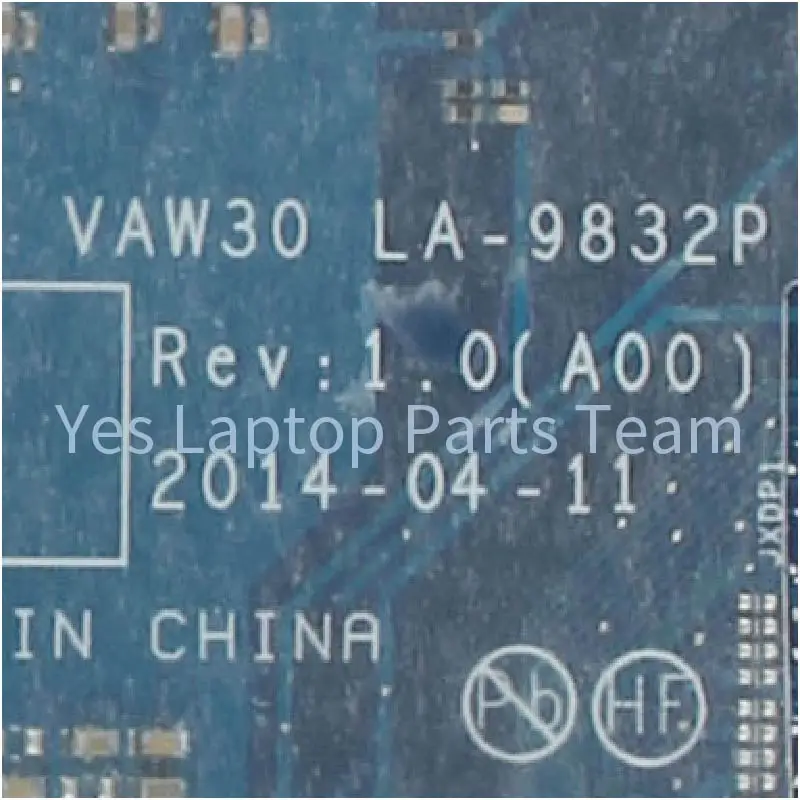 VAW30 LA-9832P
Rev:1.0(A00)
Yes Laptop Parts Team
2014-04-11
JXDP1
IN CHINA
Pb HF